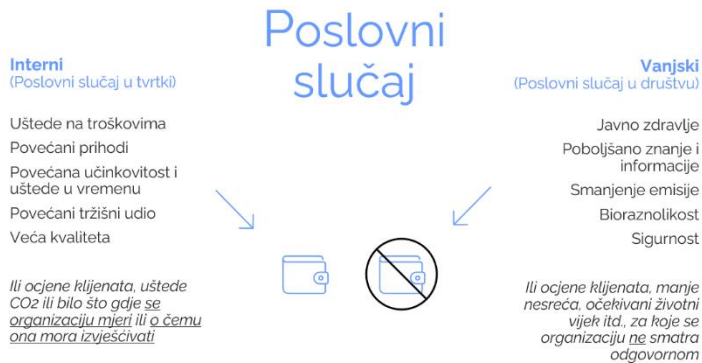 Poslovni
slučaj
Interni
(Poslovni slučaj u tvrtki)
Uštede na troškovima
Povećani prihodi
Povećana učinkovitost i
uštede u vremenu
Povećani tržišni udio
Veća kvaliteta
Ili ocjene klijenata, uštede
CO2 ili bilo što gdje se
organizaciju mjeri ili o čemu
ona mora izvješćivati
Vanjski
(Poslovni slučaj u društvu)
Javno zdravlje
Poboljšano znanje i
informacije
Smanjenje emisije
Bioraznolikost
Sigurnost
Ili ocjene klijenata, manje
nesreća, očekivani životni
vijek itd., za koje se
organizaciju ne smatra
odgovornom